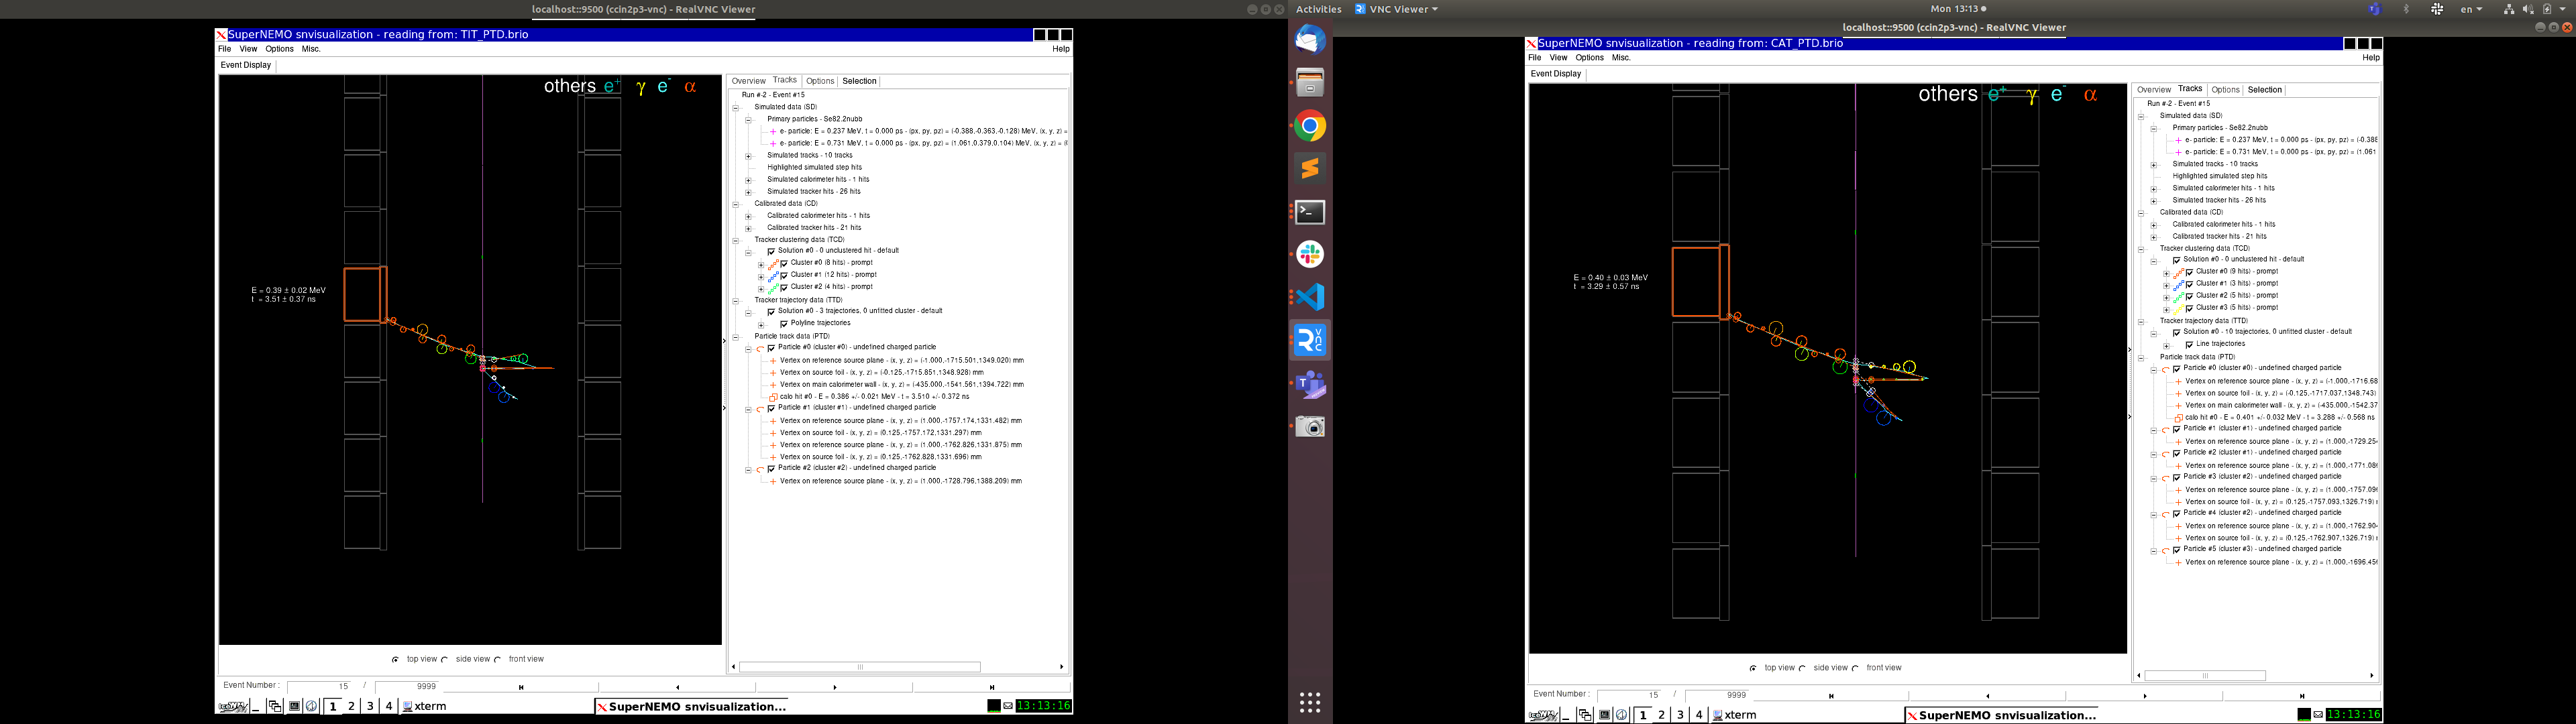 localhost::9500 (ccin2p3-vnc) - RealVNC Viewer
SuperNEMO snvisualization - reading from: TIT_PTD.brio
File View Options Misc. Help
Event Display
others e⁺ γ e⁻ α
E = 0.39 ± 0.02 MeV
t = 3.51 ± 0.37 ns
Overview Tracks Options Selection
Run #-2 - Event #15
Simulated data (SD)
Primary particles - Se82.2nubb
e- particle: E = 0.237 MeV, t = 0.000 ps - (px, py, pz) = (-0.388,-0.363,-0.128) MeV, (x, y, z) =
e- particle: E = 0.731 MeV, t = 0.000 ps - (px, py, pz) = (1.061,0.379,0.104) MeV, (x, y, z) = (
Simulated tracks - 10 tracks
Highlighted simulated step hits
Simulated calorimeter hits - 1 hits
Simulated tracker hits - 26 hits
Calibrated data (CD)
Calibrated calorimeter hits - 1 hits
Calibrated tracker hits - 21 hits
Tracker clustering data (TCD)
Solution #0 - 0 unclustered hit - default
Cluster #0 (8 hits) - prompt
Cluster #1 (12 hits) - prompt
Cluster #2 (4 hits) - prompt
Tracker trajectory data (TTD)
Solution #0 - 3 trajectories, 0 unfitted cluster - default
Polyline trajectories
Particle track data (PTD)
Particle #0 (cluster #0) - undefined charged particle
Vertex on reference source plane - (x, y, z) = (-1.000,-1715.501,1349.020) mm
Vertex on source foil - (x, y, z) = (-0.125,-1715.851,1348.928) mm
Vertex on main calorimeter wall - (x, y, z) = (-435.000,-1541.561,1394.722) mm
calo hit #0 - E = 0.386 +/- 0.021 MeV - t = 3.510 +/- 0.372 ns
Particle #1 (cluster #1) - undefined charged particle
Vertex on reference source plane - (x, y, z) = (1.000,-1757.174,1331.482) mm
Vertex on source foil - (x, y, z) = (0.125,-1757.172,1331.297) mm
Vertex on reference source plane - (x, y, z) = (1.000,-1762.826,1331.875) mm
Vertex on source foil - (x, y, z) = (0.125,-1762.828,1331.696) mm
Particle #2 (cluster #2) - undefined charged particle
Vertex on reference source plane - (x, y, z) = (1.000,-1728.796,1388.209) mm
top view side view front view
Event Number : 15 / 9999
1 2 3 4 xterm SuperNEMO snvisualization... 13:13:16
Activities VNC Viewer Mon 13:13 en
localhost::9500 (ccin2p3-vnc) - RealVNC Viewer
SuperNEMO snvisualization - reading from: CAT_PTD.brio
File View Options Misc. Help
Event Display
others e⁺ γ e⁻ α
E = 0.40 ± 0.03 MeV
t = 3.29 ± 0.57 ns
Overview Tracks Options Selection
Run #-2 - Event #15
Simulated data (SD)
Primary particles - Se82.2nubb
e- particle: E = 0.237 MeV, t = 0.000 ps - (px, py, pz) = (-0.388
e- particle: E = 0.731 MeV, t = 0.000 ps - (px, py, pz) = (1.061
Simulated tracks - 10 tracks
Highlighted simulated step hits
Simulated calorimeter hits - 1 hits
Simulated tracker hits - 26 hits
Calibrated data (CD)
Calibrated calorimeter hits - 1 hits
Calibrated tracker hits - 21 hits
Tracker clustering data (TCD)
Solution #0 - 0 unclustered hit - default
Cluster #0 (9 hits) - prompt
Cluster #1 (3 hits) - prompt
Cluster #2 (5 hits) - prompt
Cluster #3 (5 hits) - prompt
Tracker trajectory data (TTD)
Solution #0 - 10 trajectories, 0 unfitted cluster - default
Line trajectories
Particle track data (PTD)
Particle #0 (cluster #0) - undefined charged particle
Vertex on reference source plane - (x, y, z) = (-1.000,-1716.68
Vertex on source foil - (x, y, z) = (-0.125,-1717.037,1348.743)
Vertex on main calorimeter wall - (x, y, z) = (-435.000,-1542.37
calo hit #0 - E = 0.401 +/- 0.032 MeV - t = 3.288 +/- 0.568 ns
Particle #1 (cluster #1) - undefined charged particle
Vertex on reference source plane - (x, y, z) = (1.000,-1729.25
Particle #2 (cluster #1) - undefined charged particle
Vertex on reference source plane - (x, y, z) = (1.000,-1771.08
Particle #3 (cluster #2) - undefined charged particle
Vertex on reference source plane - (x, y, z) = (1.000,-1757.09
Vertex on source foil - (x, y, z) = (0.125,-1757.093,1326.719)
Particle #4 (cluster #2) - undefined charged particle
Vertex on reference source plane - (x, y, z) = (1.000,-1762.90
Vertex on source foil - (x, y, z) = (0.125,-1762.907,1326.719)
Particle #5 (cluster #3) - undefined charged particle
Vertex on reference source plane - (x, y, z) = (1.000,-1696.45
top view side view front view
Event Number : 15 / 9999
1 2 3 4 xterm SuperNEMO snvisualization... 13:13:16